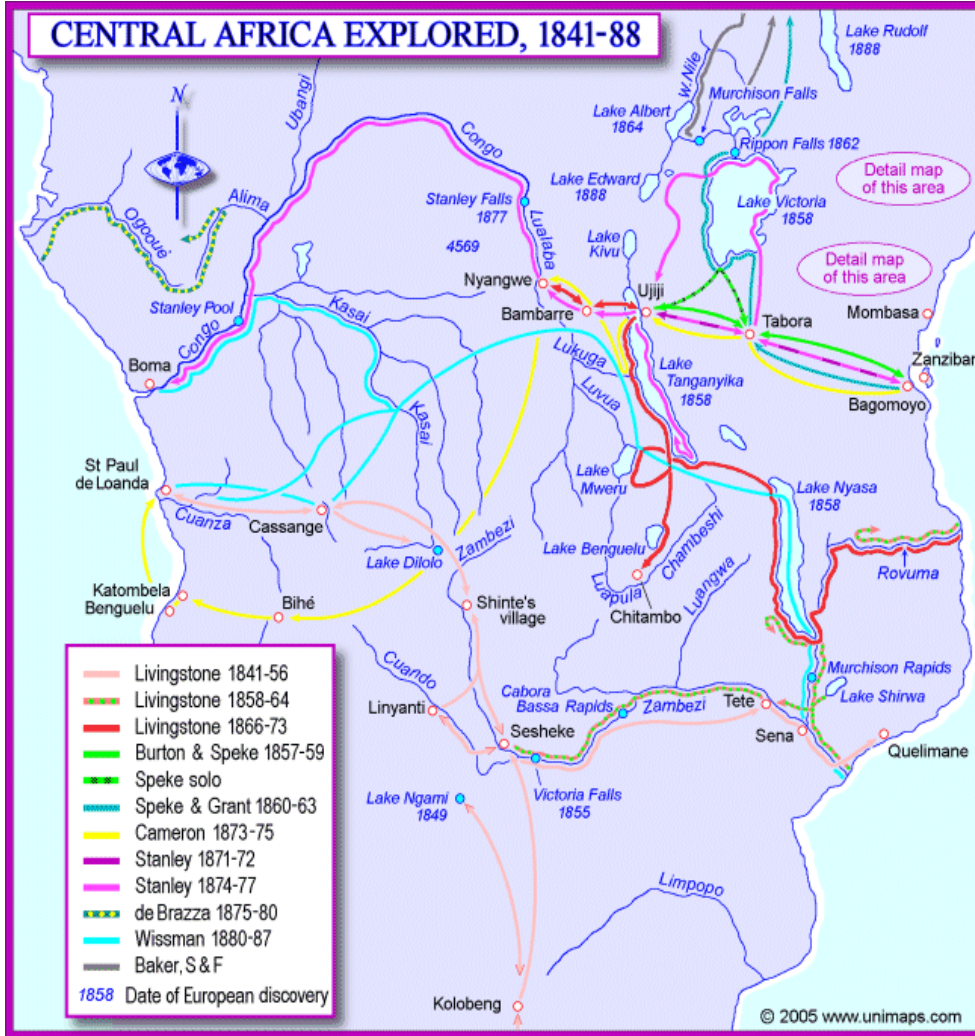 CENTRAL AFRICA EXPLORED, 1841-88
Lake Rudolf
1888
N
Ubangi
W.Nile
Murchison Falls
Lake Albert
1864
Congo
Rippon Falls 1862
Detail map
of this area
Alima
Stanley Falls
1877
Lake Edward
1888
Lake Victoria
1858
Ogooue
Lualaba
4569
Lake
Kivu
Detail map
of this area
Nyangwe
Ujiji
Stanley Pool
Kasai
Bambarre
Tabora
Mombasa
Congo
Lukuga
Zanzibar
Boma
Luvua
Lake
Tanganyika
1858
Bagomoyo
Kasai
St Paul
de Loanda
Lake
Mweru
Lake Nyasa
1858
Cuanza
Cassange
Zambezi
Lake Dilolo
Lake Benguelu
Chambeshi
Rovuma
Luapula
Luangwa
Katombela
Benguelu
Bihé
Shinte's
village
Chitambo
Cuando
Murchison Rapids
Linyanti
Cabora
Bassa Rapids
Zambezi
Tete
Lake Shirwa
Sesheke
Sena
Quelimane
Victoria Falls
1855
Lake Ngami
1849
Limpopo
Kolobeng
Livingstone 1841-56
Livingstone 1858-64
Livingstone 1866-73
Burton & Speke 1857-59
Speke solo
Speke & Grant 1860-63
Cameron 1873-75
Stanley 1871-72
Stanley 1874-77
de Brazza 1875-80
Wissman 1880-87
Baker, S & F
1858 Date of European discovery
© 2005 www.unimaps.com